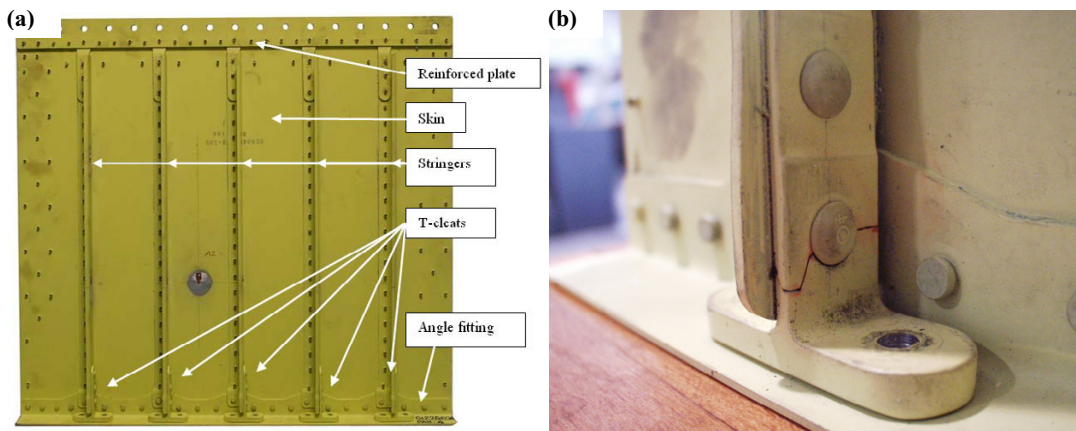 (a)
Reinforced plate
Skin
Stringers
T-cleats
Angle fitting
(b)